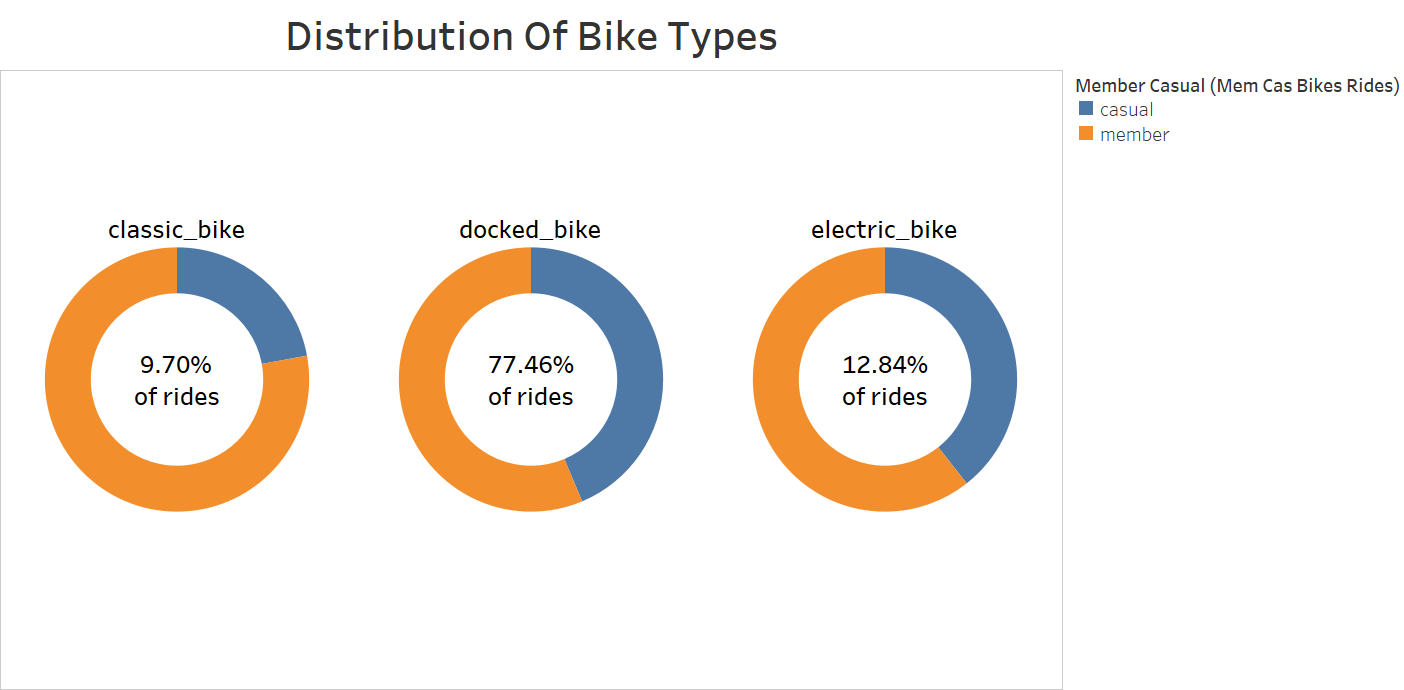 Distribution Of Bike Types
Member Casual (Mem Cas Bikes Rides)
casual
member
classic_bike
9.70%
of rides
docked_bike
77.46%
of rides
electric_bike
12.84%
of rides